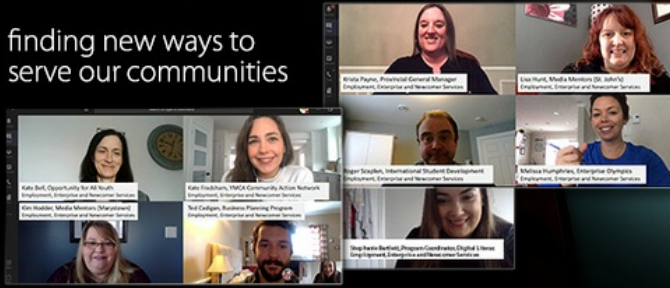 finding new ways to
serve our communities
Krista Payne, Provincial General Manager
Employment, Enterprise and Newcomer Services
Lisa Hunt, Media Mentors (St. John's)
Employment, Enterprise and Newcomer Services
Roger Scaplen, International Student Development
Employment, Enterprise and Newcomer Services
Melissa Humphries, Enterprise Olympics
Employment, Enterprise and Newcomer Services
Kate Bell, Opportunity for All Youth
Employment, Enterprise and Newcomer Services
Kate Fradsham, YMCA Community Action Network
Employment, Enterprise and Newcomer Services
Kim Hodder, Media Mentors (Marystown)
Employment, Enterprise and Newcomer Services
Ted Cadigan, Business Planning Program
Employment, Enterprise and Newcomer Services
Stephanie Bartlett, Program Coordinator, Digital
Employment, Enterprise and Newcomer Services